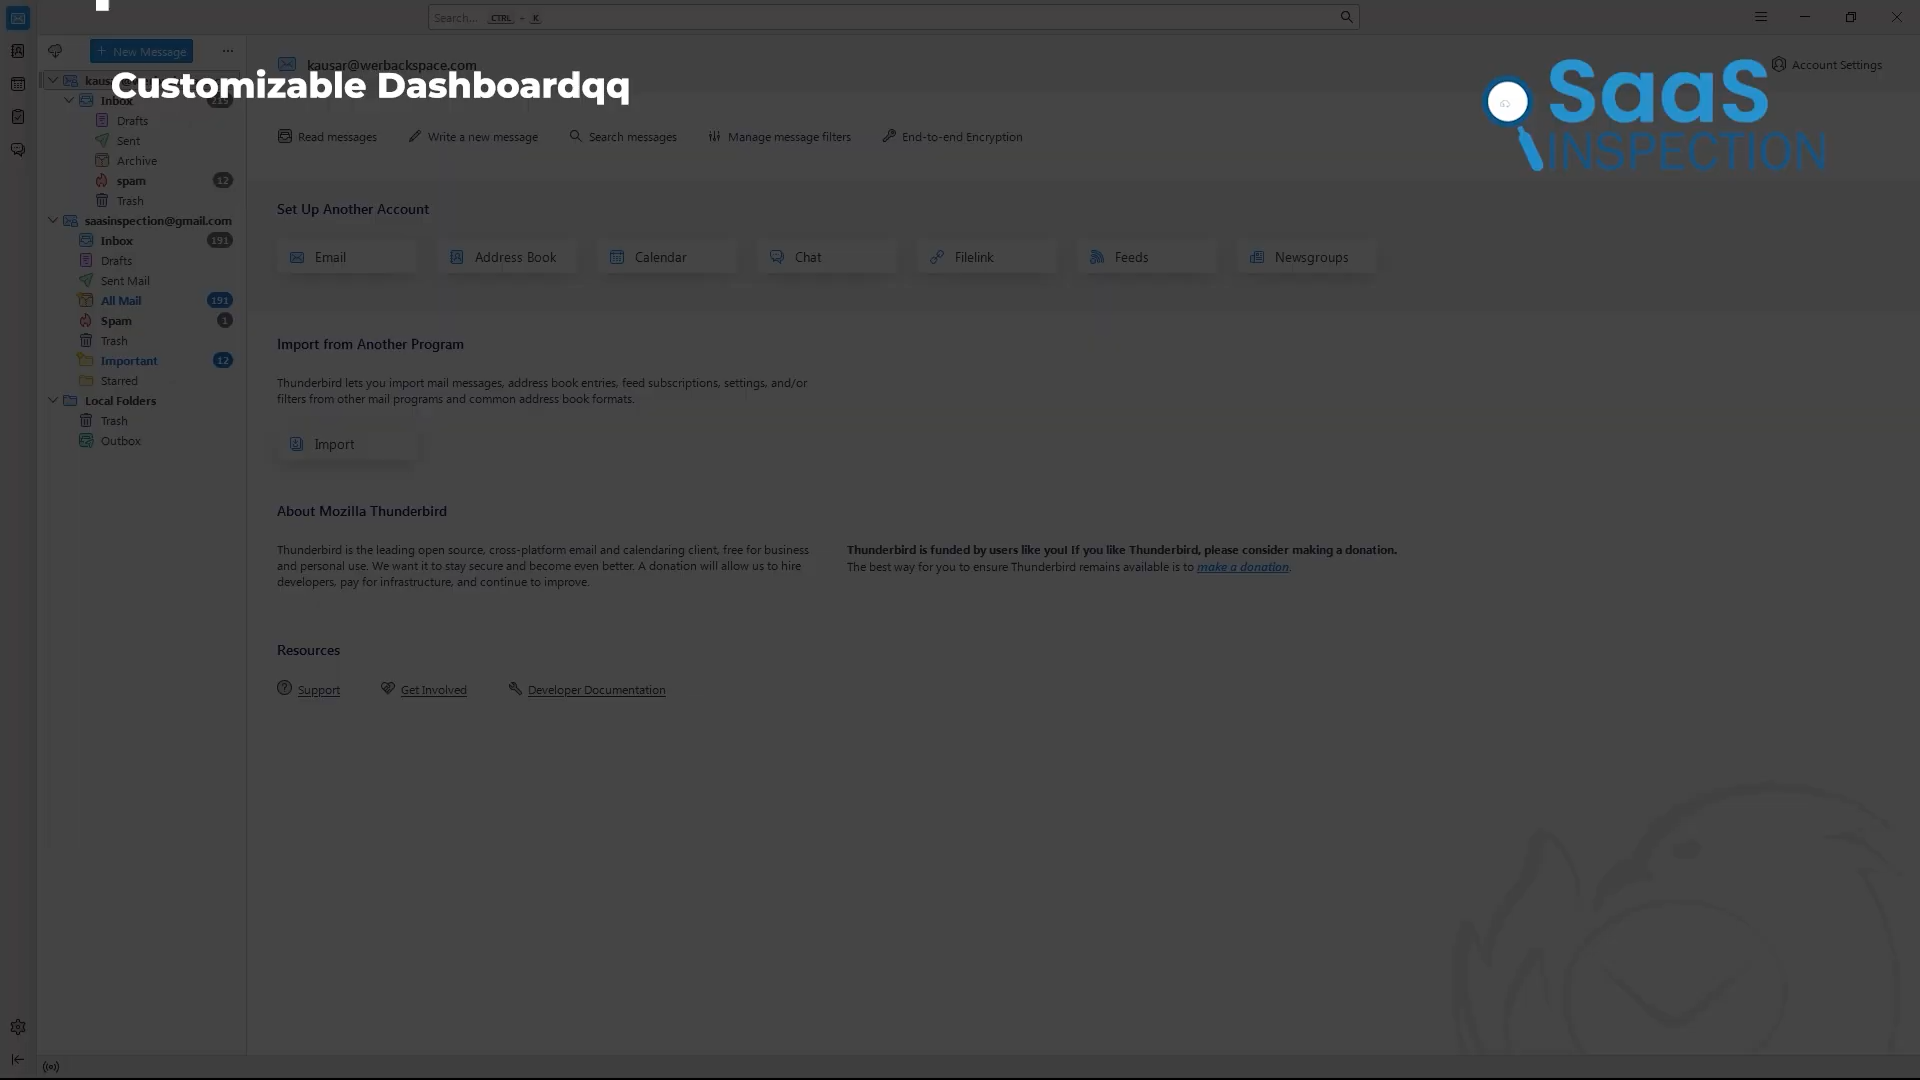 Search... CTRL + K
New Message
kausar@werbackspace.com
Account Settings
Customizable Dashboardqq
SaaS
INSPECTION
Inbox
Drafts
Sent
Archive
spam 12
Trash
saasinspection@gmail.com
Inbox 191
Drafts
Sent Mail
All Mail 191
Spam 1
Trash
Important 12
Starred
Local Folders
Trash
Outbox
Read messages Write a new message Search messages Manage message filters End-to-end Encryption
Set Up Another Account
Email Address Book Calendar Chat Filelink Feeds Newsgroups
Import from Another Program
Thunderbird lets you import mail messages, address book entries, feed subscriptions, settings, and/or
filters from other mail programs and common address book formats.
Import
About Mozilla Thunderbird
Thunderbird is the leading open source, cross-platform email and calendaring client, free for business
and personal use. We want it to stay secure and become even better. A donation will allow us to hire
developers, pay for infrastructure, and continue to improve.
Thunderbird is funded by users like you! If you like Thunderbird, please consider making a donation.
The best way for you to ensure Thunderbird remains available is to make a donation.
Resources
Support Get Involved Developer Documentation